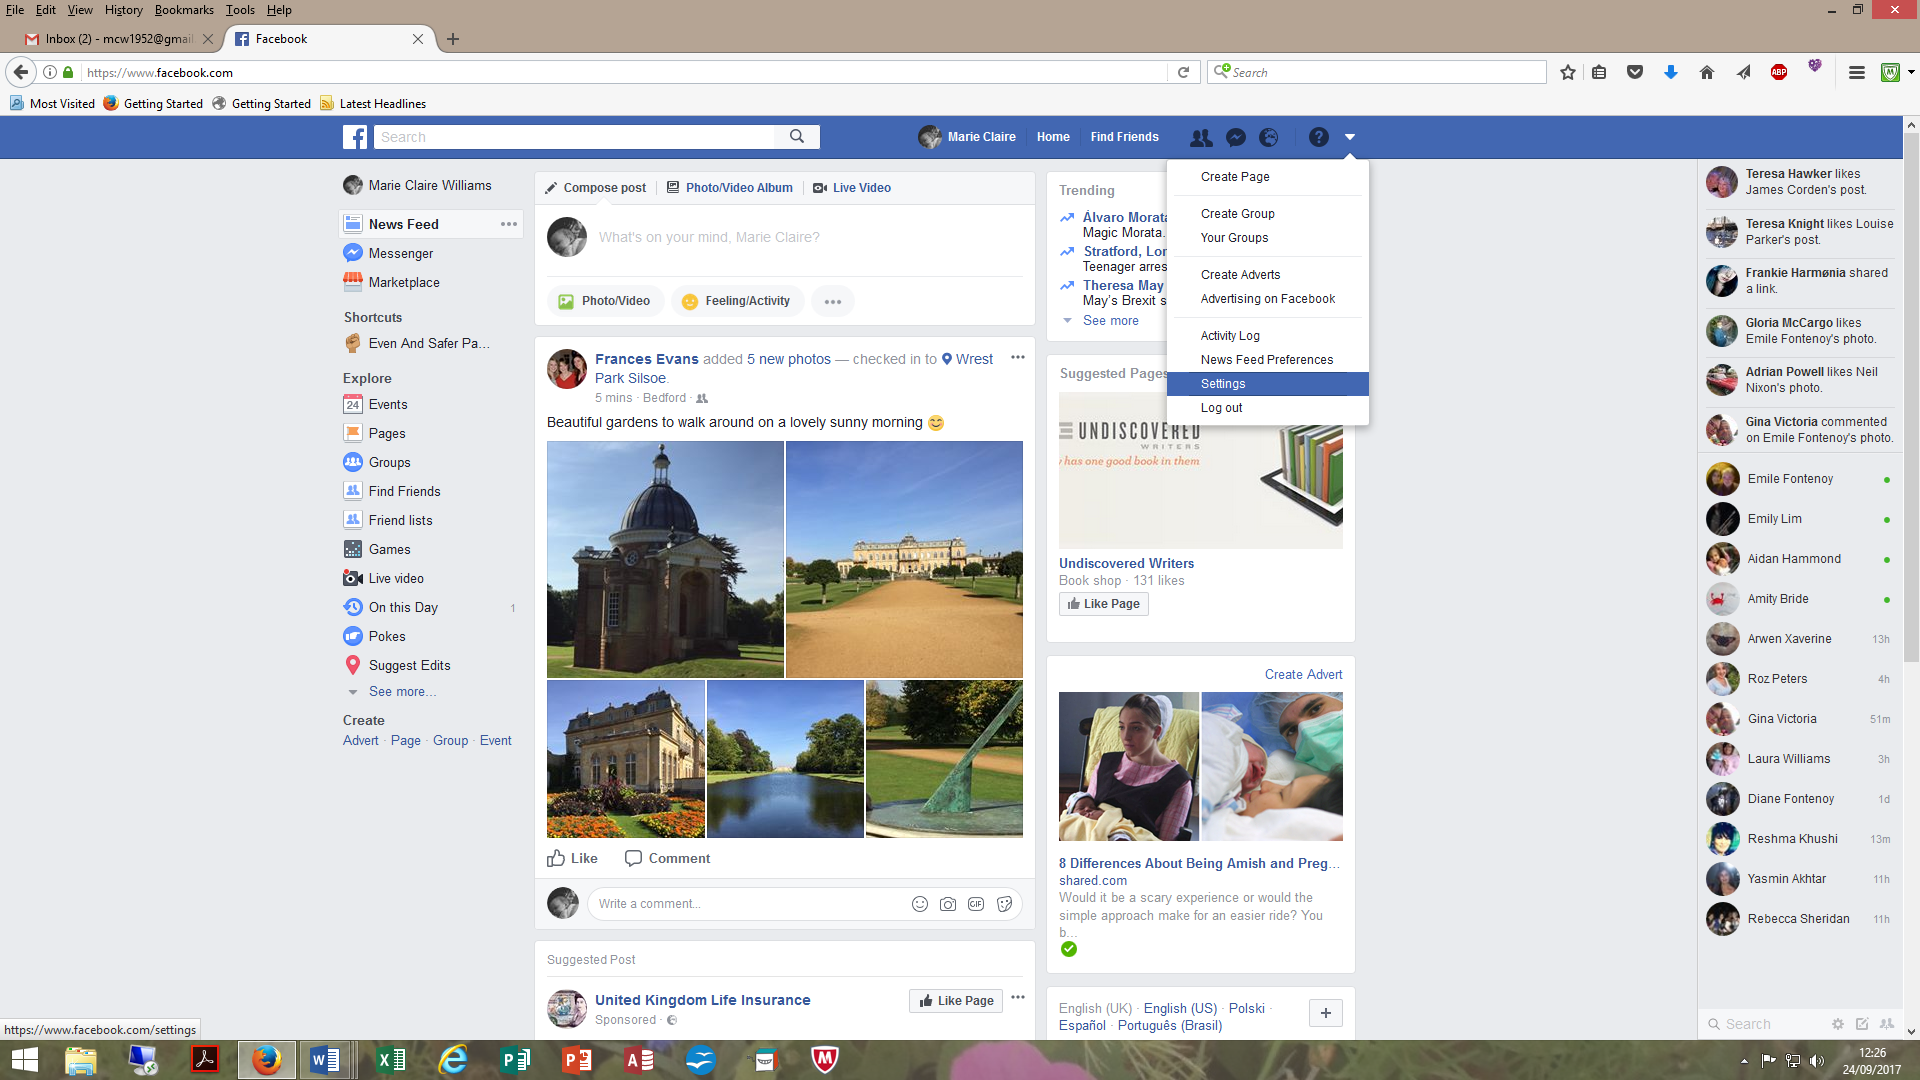 File Edit View History Bookmarks Tools Help
Inbox (2) - mcw1952@gmail
Facebook
https://www.facebook.com
Search
Most Visited Getting Started Getting Started Latest Headlines
Search
Marie Claire Home Find Friends
Marie Claire Williams
News Feed
Messenger
Marketplace
Shortcuts
Even And Safer Pa...
Explore
Events
Pages
Groups
Find Friends
Friend lists
Games
Live video
On this Day 1
Pokes
Suggest Edits
See more...
Create
Advert · Page · Group · Event
Compose post Photo/Video Album Live Video
What's on your mind, Marie Claire?
Photo/Video Feeling/Activity
Frances Evans added 5 new photos — checked in to Wrest
Park Silsoe.
5 mins · Bedford ·
Beautiful gardens to walk around on a lovely sunny morning
Like Comment
Write a comment...
GIF
Suggested Post
United Kingdom Life Insurance
Sponsored ·
Like Page
Trending
Álvaro Morata
Magic Morata.
Stratford, Lon
Teenager arres
Theresa May
May's Brexit s
See more
Create Page
Create Group
Your Groups
Create Adverts
Advertising on Facebook
Activity Log
News Feed Preferences
Settings
Log out
Suggested Pages
UNDISCOVERED
WRITERS
y has one good book in them
Undiscovered Writers
Book shop · 131 likes
Like Page
Create Advert
8 Differences About Being Amish and Preg...
shared.com
Would it be a scary experience or would the
simple approach make for an easier ride? You
b...
English (UK) · English (US) · Polski ·
Español · Português (Brasil)
Teresa Hawker likes
James Corden's post.
Teresa Knight likes Louise
Parker's post.
Frankie Harmønia shared
a link.
Gloria McCargo likes
Emile Fontenoy's photo.
Adrian Powell likes Neil
Nixon's photo.
Gina Victoria commented
on Emile Fontenoy's photo.
Emile Fontenoy
Emily Lim
Aidan Hammond
Amity Bride
Arwen Xaverine 13h
Roz Peters 4h
Gina Victoria 51m
Laura Williams 3h
Diane Fontenoy 1d
Reshma Khushi 13m
Yasmin Akhtar 11h
Rebecca Sheridan 11h
Search
https://www.facebook.com/settings
12:26
24/09/2017